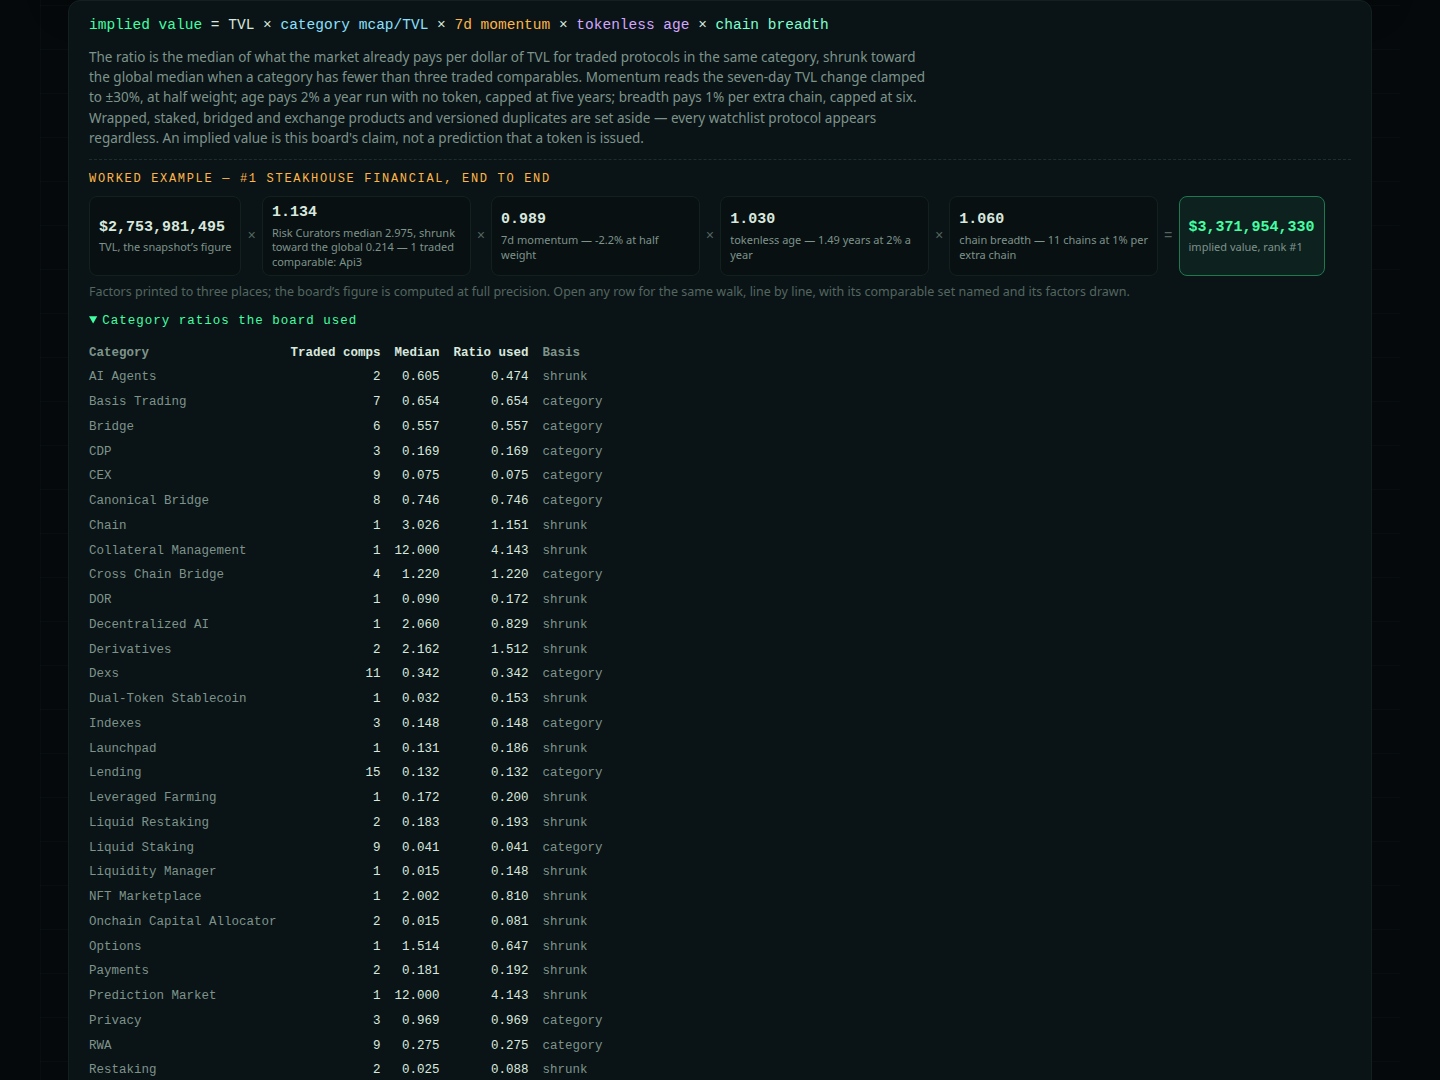 implied value = TVL × category mcap/TVL × 7d momentum × tokenless age × chain breadth
The ratio is the median of what the market already pays per dollar of TVL for traded protocols in the same category, shrunk toward
the global median when a category has fewer than three traded comparables. Momentum reads the seven-day TVL change clamped
to ±30%, at half weight; age pays 2% a year run with no token, capped at five years; breadth pays 1% per extra chain, capped at six.
Wrapped, staked, bridged and exchange products and versioned duplicates are set aside — every watchlist protocol appears
regardless. An implied value is this board's claim, not a prediction that a token is issued.
WORKED EXAMPLE — #1 STEAKHOUSE FINANCIAL, END TO END
$2,753,981,495
TVL, the snapshot's figure
×
1.134
Risk Curators median 2.975, shrunk
toward the global 0.214 — 1 traded
comparable: Api3
×
0.989
7d momentum — -2.2% at half
weight
×
1.030
tokenless age — 1.49 years at 2% a
year
×
1.060
chain breadth — 11 chains at 1% per
extra chain
=
$3,371,954,330
implied value, rank #1
Factors printed to three places; the board's figure is computed at full precision. Open any row for the same walk, line by line, with its comparable set named and its factors drawn.
▼ Category ratios the board used
Category Traded comps Median Ratio used Basis
AI Agents 2 0.605 0.474 shrunk
Basis Trading 7 0.654 0.654 category
Bridge 6 0.557 0.557 category
CDP 3 0.169 0.169 category
CEX 9 0.075 0.075 category
Canonical Bridge 8 0.746 0.746 category
Chain 1 3.026 1.151 shrunk
Collateral Management 1 12.000 4.143 shrunk
Cross Chain Bridge 4 1.220 1.220 category
DOR 1 0.090 0.172 shrunk
Decentralized AI 1 2.060 0.829 shrunk
Derivatives 2 2.162 1.512 shrunk
Dexs 11 0.342 0.342 category
Dual-Token Stablecoin 1 0.032 0.153 shrunk
Indexes 3 0.148 0.148 category
Launchpad 1 0.131 0.186 shrunk
Lending 15 0.132 0.132 category
Leveraged Farming 1 0.172 0.200 shrunk
Liquid Restaking 2 0.183 0.193 shrunk
Liquid Staking 9 0.041 0.041 category
Liquidity Manager 1 0.015 0.148 shrunk
NFT Marketplace 1 2.002 0.810 shrunk
Onchain Capital Allocator 2 0.015 0.081 shrunk
Options 1 1.514 0.647 shrunk
Payments 2 0.181 0.192 shrunk
Prediction Market 1 12.000 4.143 shrunk
Privacy 3 0.969 0.969 category
RWA 9 0.275 0.275 category
Restaking 2 0.025 0.088 shrunk